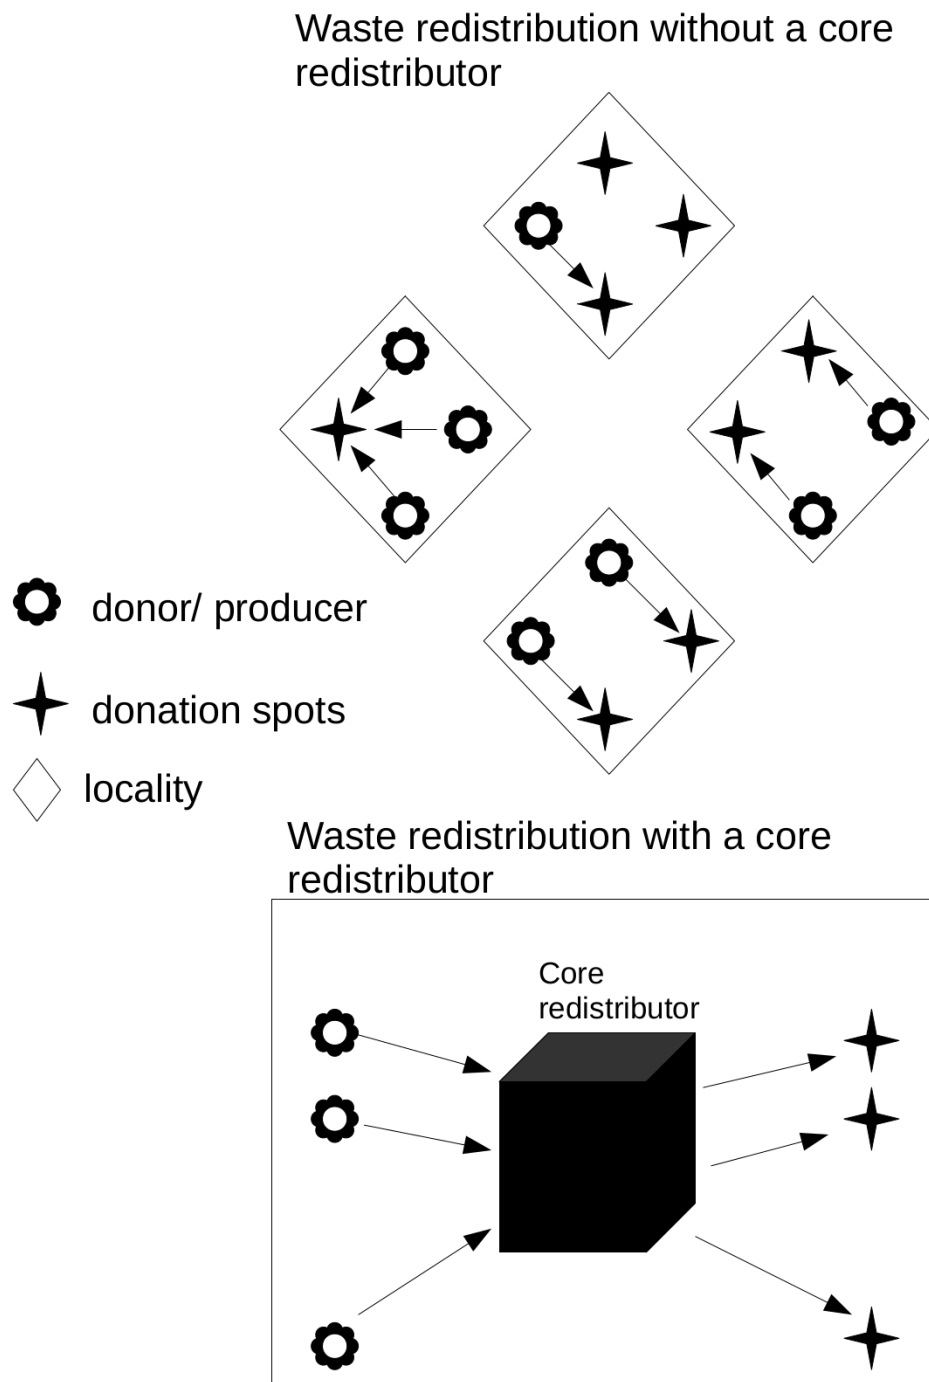 Waste redistribution without a core
redistributor
donor/ producer
donation spots
locality
Waste redistribution with a core
redistributor
Core
redistributor